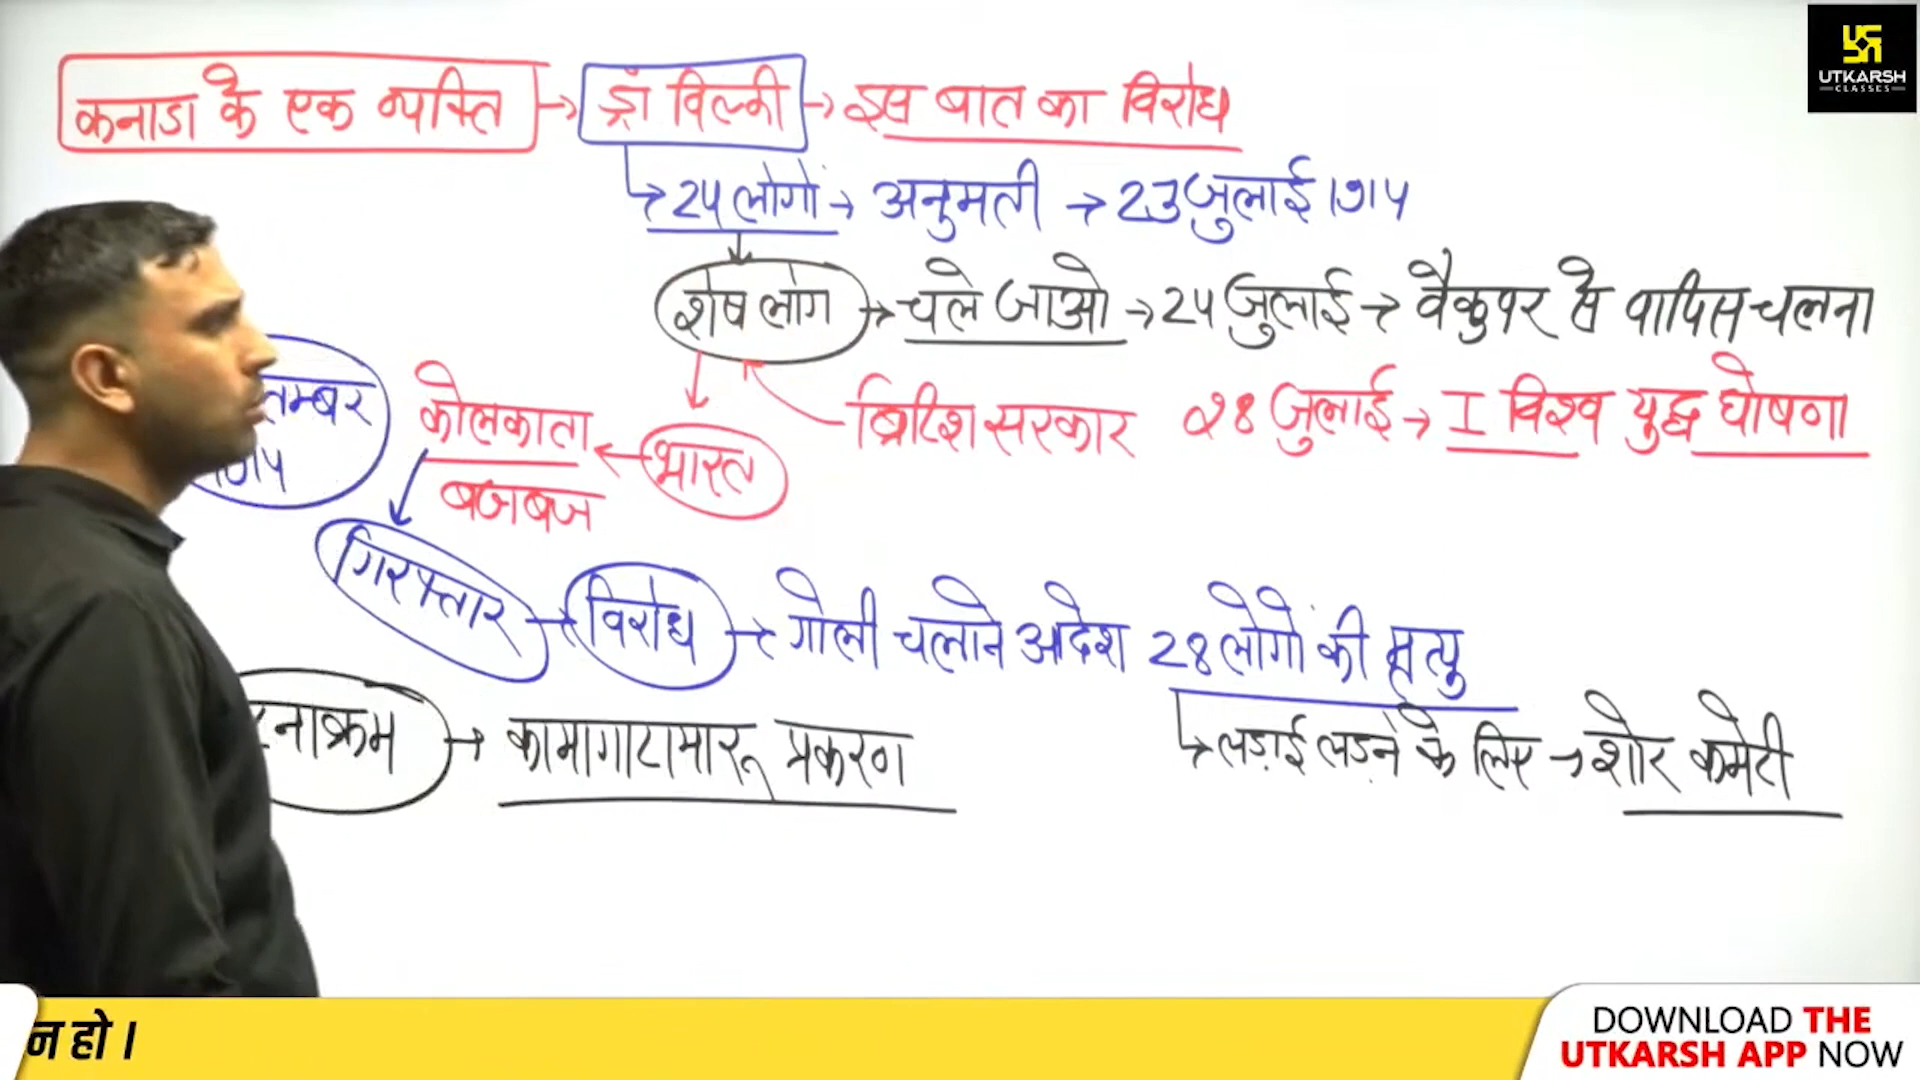 UTKARSH
CLASSES
कनाडा के एक व्यक्ति → ड्रॉ विल्की → इस बात का विरोध
↳ 24 लोगों → अनुमती → 23 जुलाई 1914
शेष लोग → चले जाओ → 24 जुलाई → वैकुवर से वापिस चलना
ब्रिटिश सरकार 28 जुलाई → I विश्व युद्ध घोषणा
तम्बर कोलकाता ← भारत
बजबज
गिरफ्तार → विरोध → गोली चलाने आदेश 28 लोगों की मृत्यु
नाक्रम → कामागाटामारू प्रकरण
↳ लड़ाई लड़ने के लिए → शोर कमेटी
न हो ।
DOWNLOAD THE
UTKARSH APP NOW